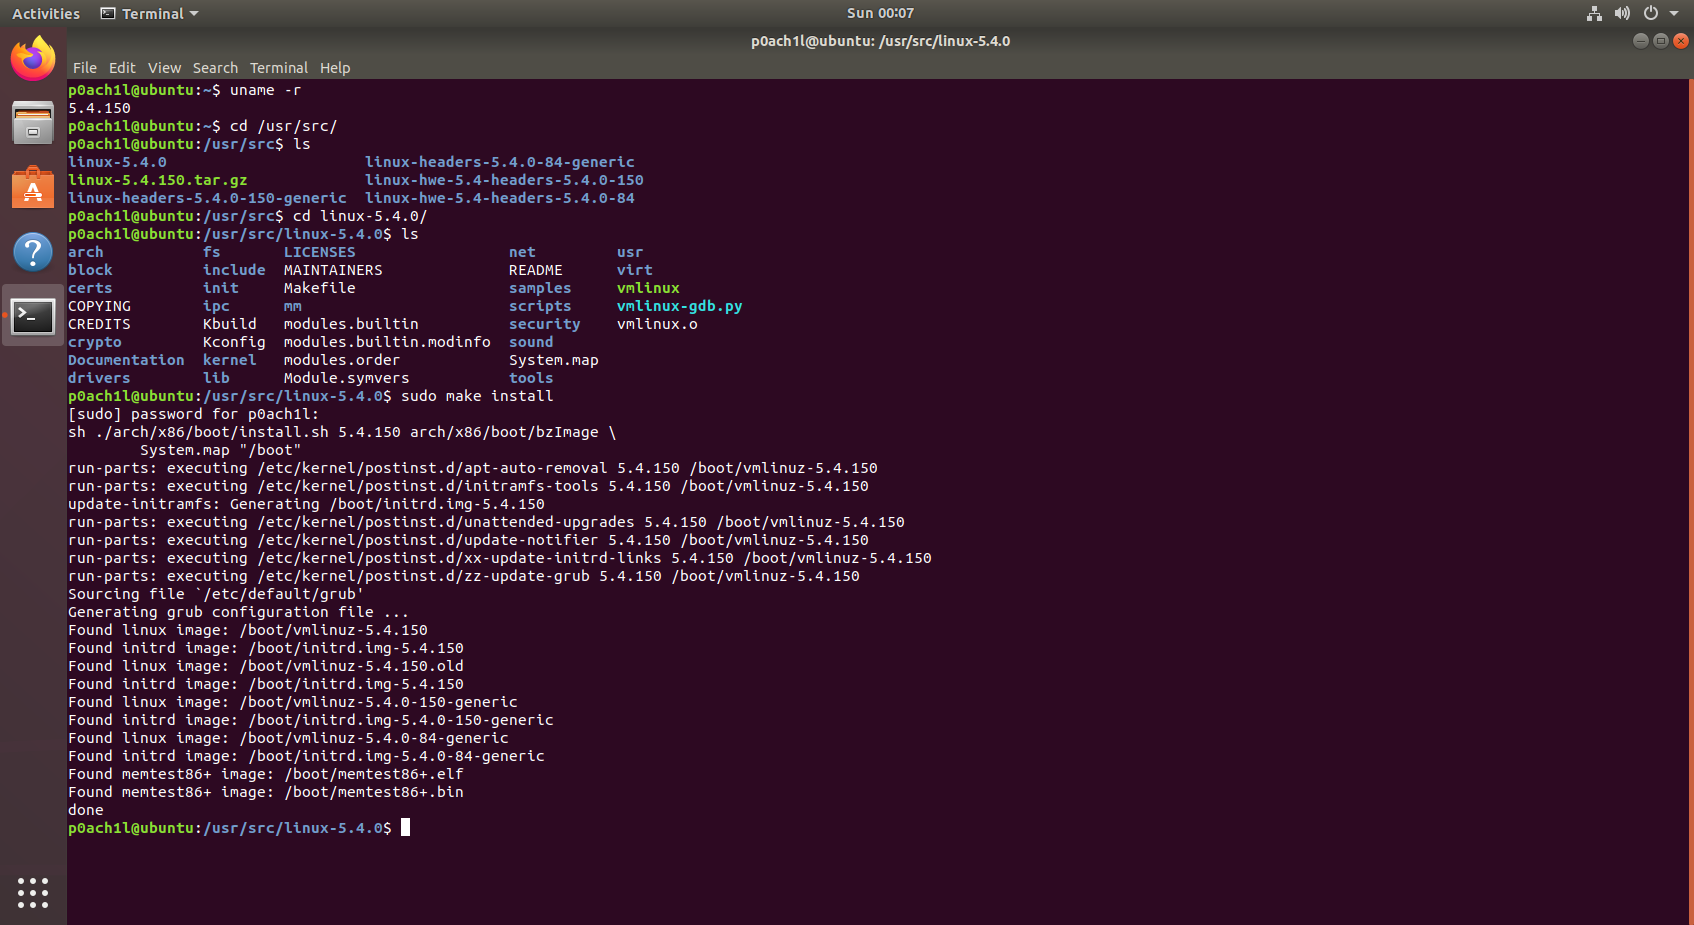 Activities Terminal Sun 00:07
p0ach1l@ubuntu: /usr/src/linux-5.4.0
File Edit View Search Terminal Help
p0ach1l@ubuntu:~$ uname -r
5.4.150
p0ach1l@ubuntu:~$ cd /usr/src/
p0ach1l@ubuntu:/usr/src$ ls
linux-5.4.0 linux-headers-5.4.0-84-generic
linux-5.4.150.tar.gz linux-hwe-5.4-headers-5.4.0-150
linux-headers-5.4.0-150-generic linux-hwe-5.4-headers-5.4.0-84
p0ach1l@ubuntu:/usr/src$ cd linux-5.4.0/
p0ach1l@ubuntu:/usr/src/linux-5.4.0$ ls
arch fs LICENSES net usr
block include MAINTAINERS README virt
certs init Makefile samples vmlinux
COPYING ipc mm scripts vmlinux-gdb.py
CREDITS Kbuild modules.builtin security vmlinux.o
crypto Kconfig modules.builtin.modinfo sound
Documentation kernel modules.order System.map
drivers lib Module.symvers tools
p0ach1l@ubuntu:/usr/src/linux-5.4.0$ sudo make install
[sudo] password for p0ach1l:
sh ./arch/x86/boot/install.sh 5.4.150 arch/x86/boot/bzImage \
System.map "/boot"
run-parts: executing /etc/kernel/postinst.d/apt-auto-removal 5.4.150 /boot/vmlinuz-5.4.150
run-parts: executing /etc/kernel/postinst.d/initramfs-tools 5.4.150 /boot/vmlinuz-5.4.150
update-initramfs: Generating /boot/initrd.img-5.4.150
run-parts: executing /etc/kernel/postinst.d/unattended-upgrades 5.4.150 /boot/vmlinuz-5.4.150
run-parts: executing /etc/kernel/postinst.d/update-notifier 5.4.150 /boot/vmlinuz-5.4.150
run-parts: executing /etc/kernel/postinst.d/xx-update-initrd-links 5.4.150 /boot/vmlinuz-5.4.150
run-parts: executing /etc/kernel/postinst.d/zz-update-grub 5.4.150 /boot/vmlinuz-5.4.150
Sourcing file `/etc/default/grub'
Generating grub configuration file ...
Found linux image: /boot/vmlinuz-5.4.150
Found initrd image: /boot/initrd.img-5.4.150
Found linux image: /boot/vmlinuz-5.4.150.old
Found initrd image: /boot/initrd.img-5.4.150
Found linux image: /boot/vmlinuz-5.4.0-150-generic
Found initrd image: /boot/initrd.img-5.4.0-150-generic
Found linux image: /boot/vmlinuz-5.4.0-84-generic
Found initrd image: /boot/initrd.img-5.4.0-84-generic
Found memtest86+ image: /boot/memtest86+.elf
Found memtest86+ image: /boot/memtest86+.bin
done
p0ach1l@ubuntu:/usr/src/linux-5.4.0$